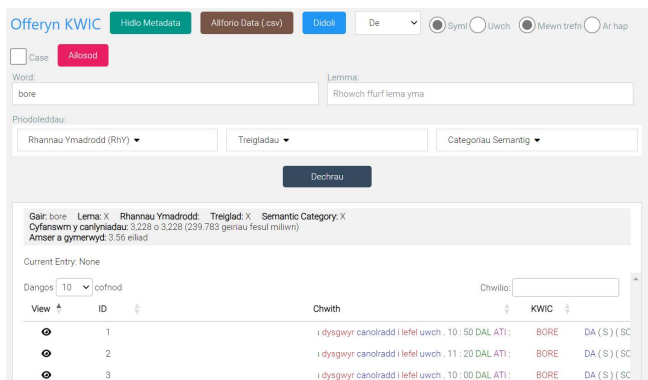 Offeryn KWIC Hidlo Metadata Allforio Data (.csv) Didoli De Syml Uwch Mewn trefn Ar hap
Case Ailosod
Word: Lemma:
bore Rhowch ffurf lema yma
Priodoleddau:
Rhannau Ymadrodd (RhY) Treigladau Categorïau Semantig
Dechrau
Gair: bore Lema: X Rhannau Ymadrodd: Treiglad: X Semantic Category: X
Cyfanswm y canlyniadau: 3,228 o 3,228 (239.783 geiriau fesul miliwn)
Amser a gymerwyd: 3.56 eiliad
Current Entry: None
Dangos 10 cofnod Chwilio:
View ID Chwith KWIC
1 dysgwyr canolradd i lefel uwch . 10 : 50 DAL ATI : BORE DA ( S ) ( SC
2 dysgwyr canolradd i lefel uwch . 11 : 20 DAL ATI : BORE DA ( S ) ( SC
3 dysgwyr canolradd i lefel uwch . 10 : 00 DAL ATI : BORE DA ( S ) ( SC